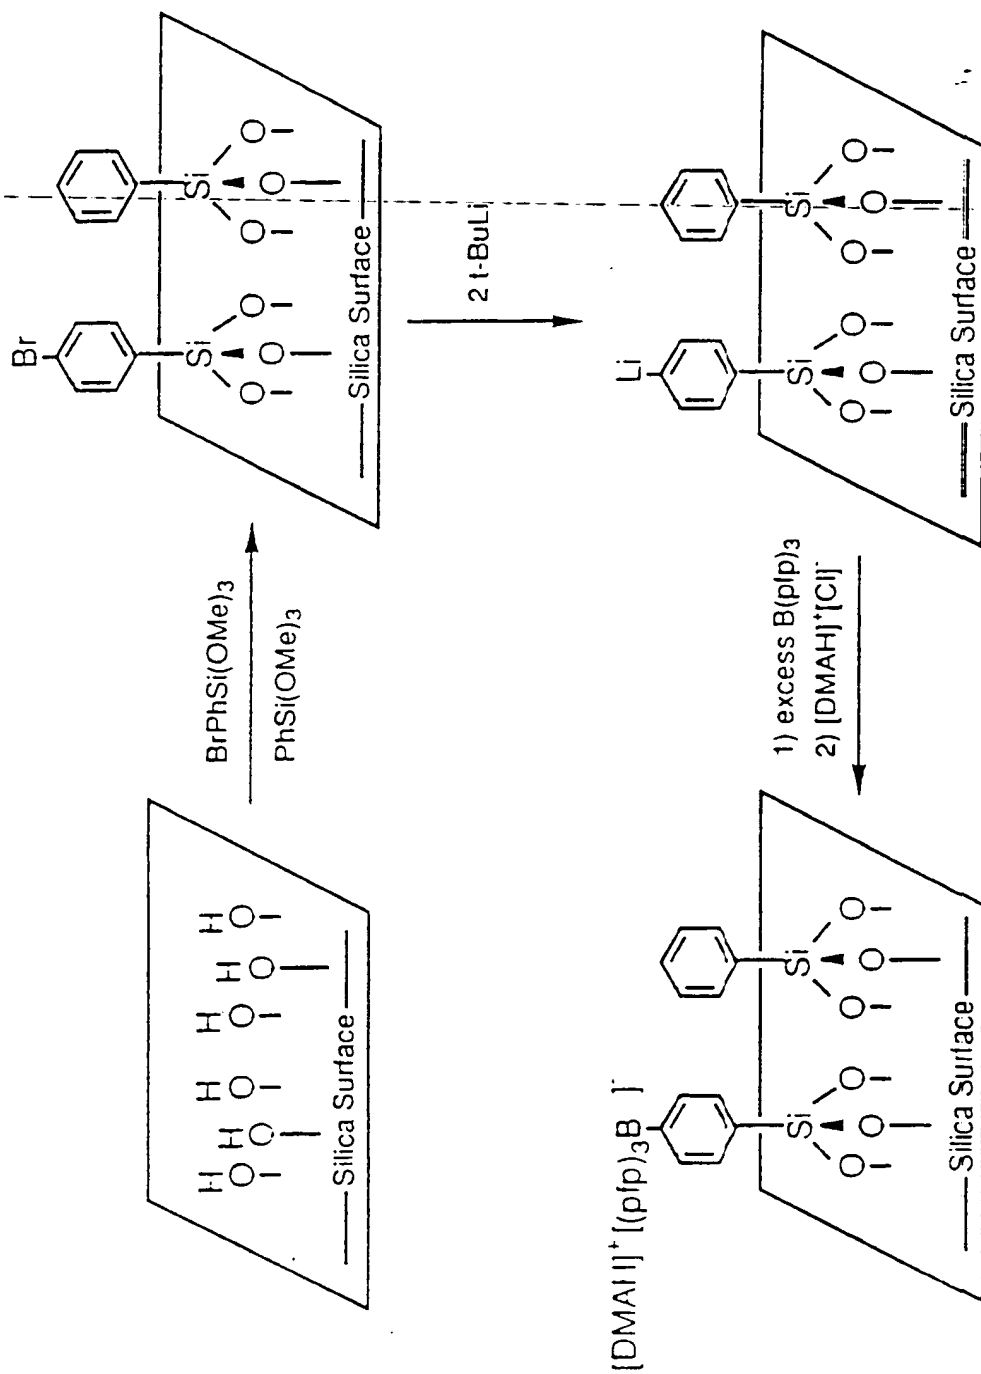 H H H H H H
O O O O O O
Silica Surface
BrPhSi(OMe)3
PhSi(OMe)3
Br
Si Si
O O O O O O
Silica Surface
2 t-BuLi
Li
Si Si
O O O O O O
Silica Surface
1) excess B(pfp)3
2) [DMAH]+[Cl]-
[DMAH]+ [(pfp)3B ]-
Si Si
O O O O O O
Silica Surface